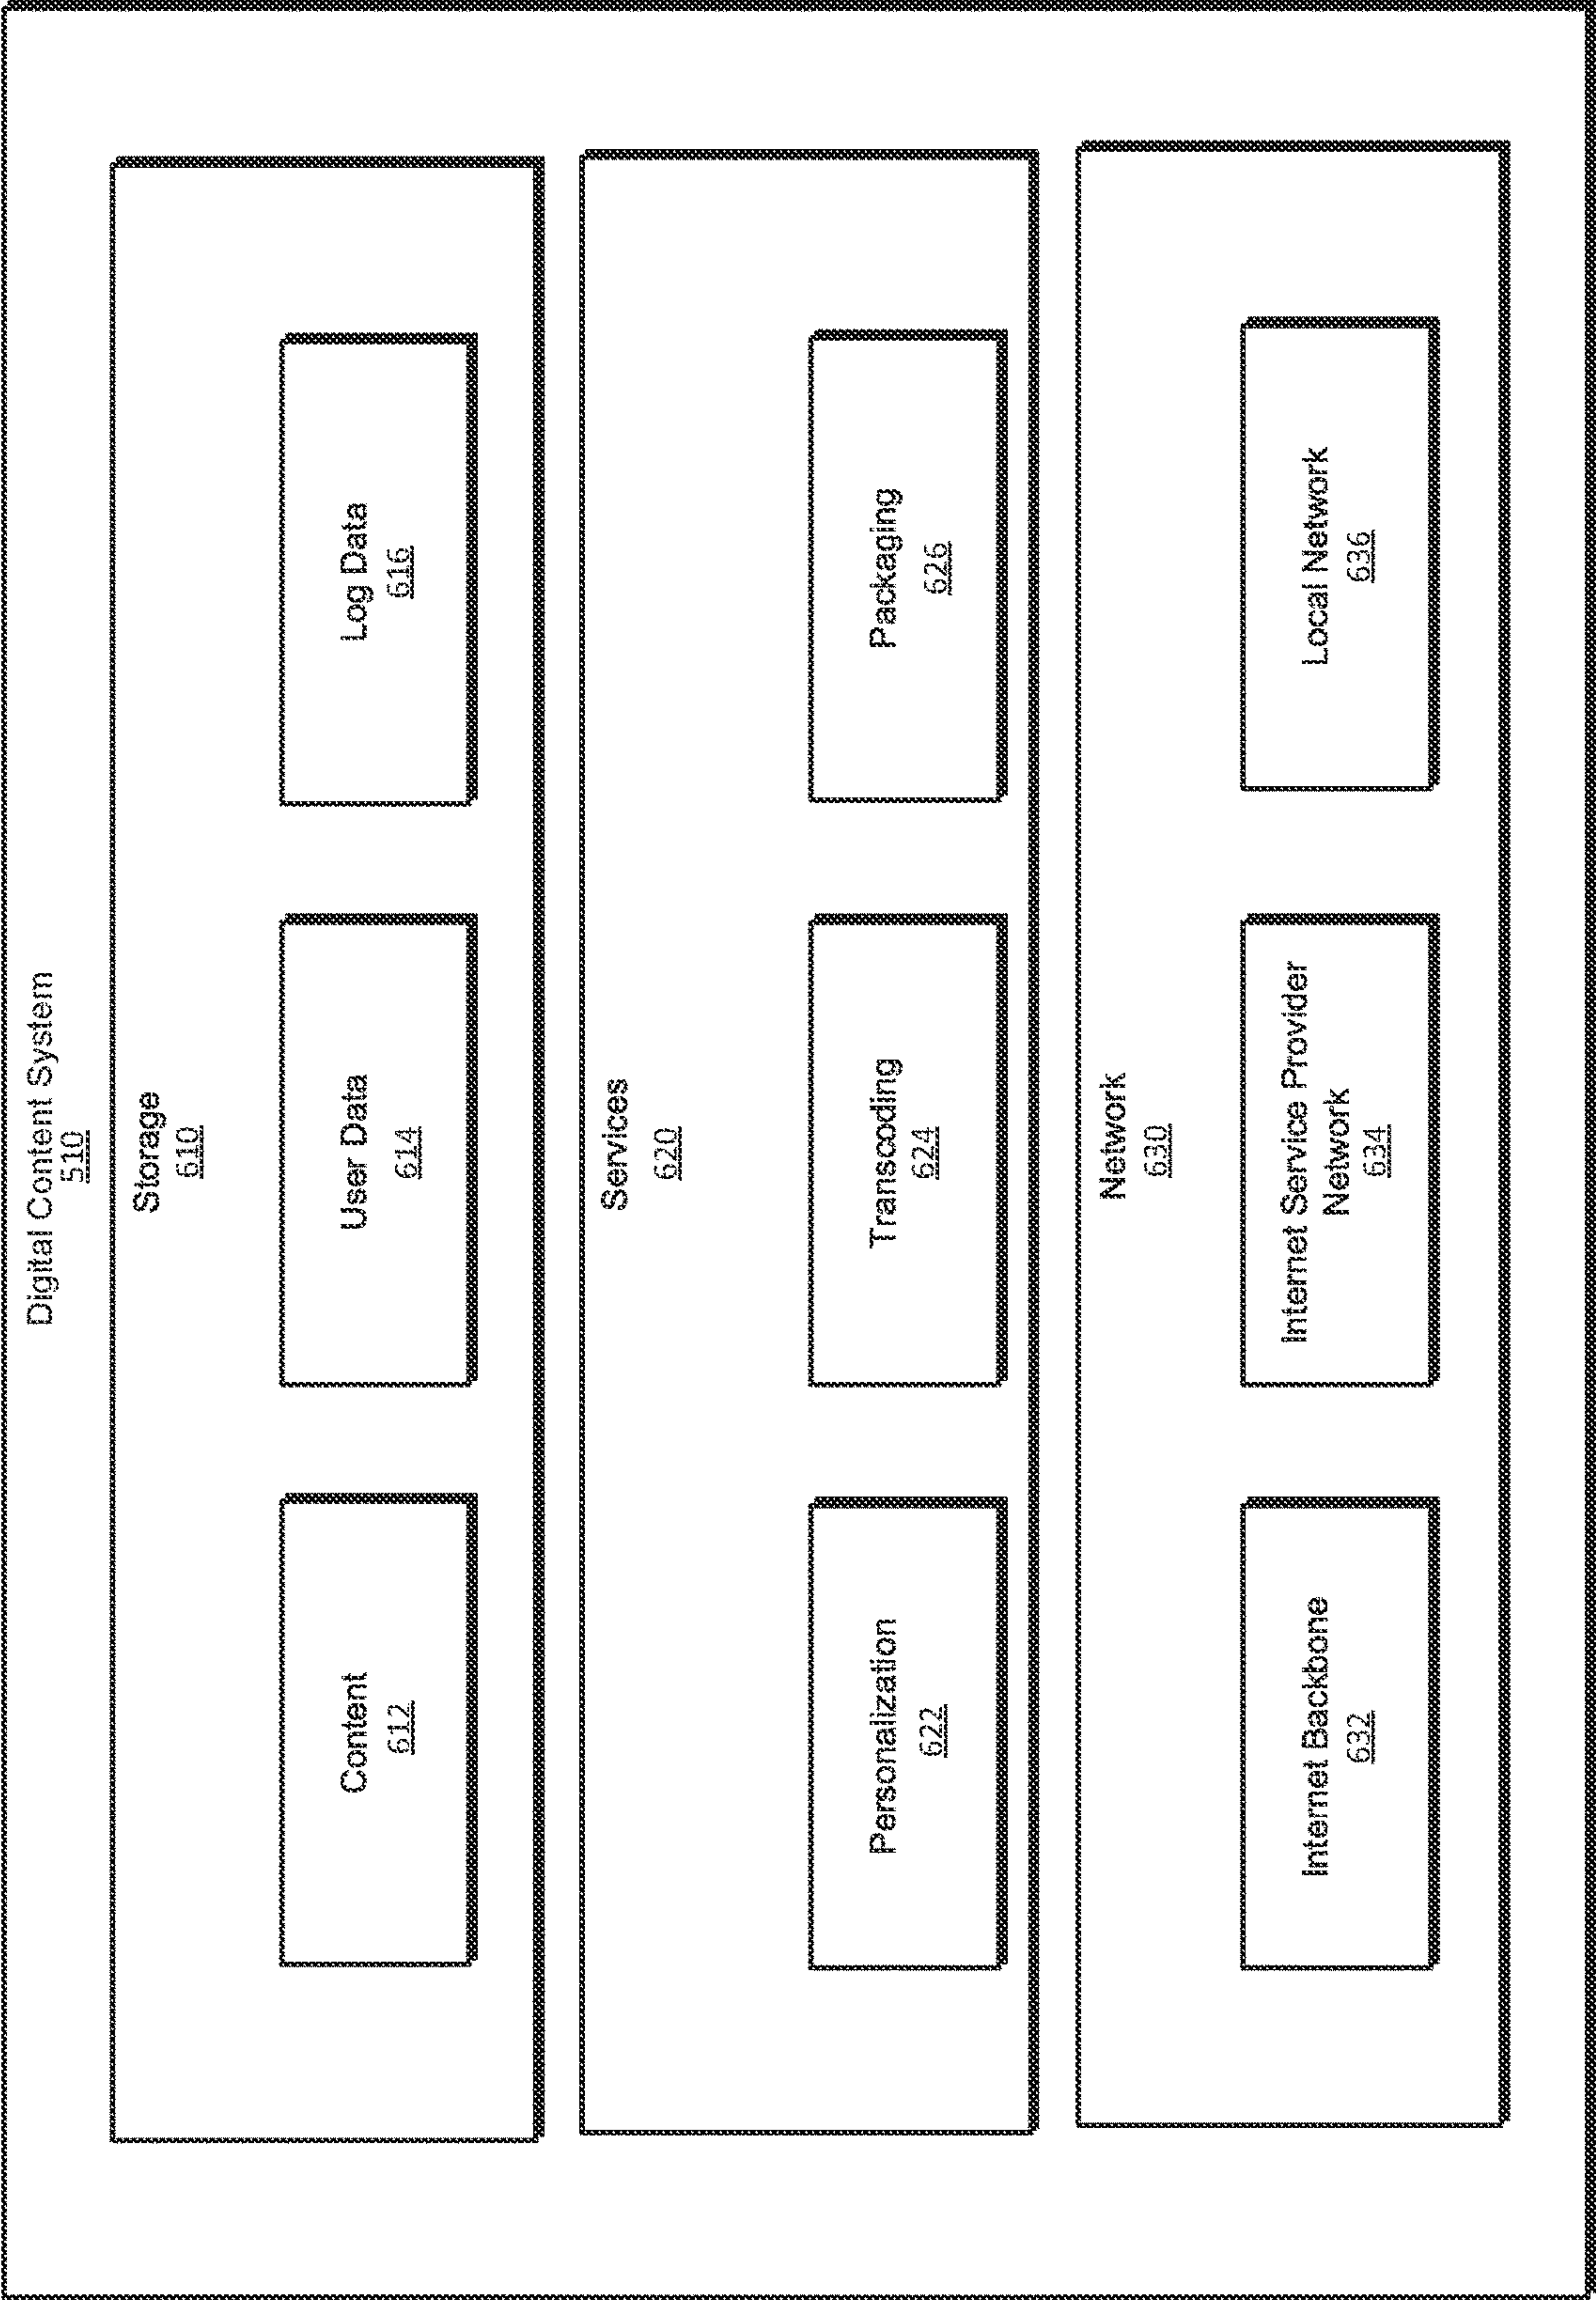 Digital Content System
510
Storage
610
Content
612
User Data
614
Log Data
616
Services
620
Personalization
622
Transcoding
624
Packaging
626
Network
630
Internet Backbone
632
Internet Service Provider
Network
634
Local Network
636